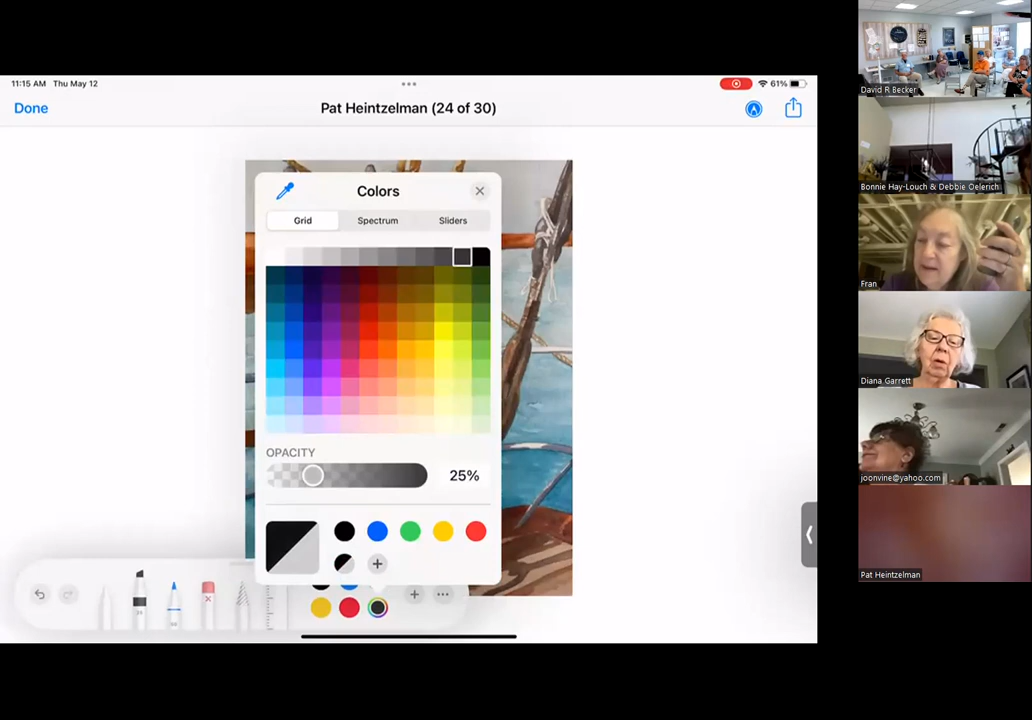 11:15 AM Thu May 12
61%
Done
Pat Heintzelman (24 of 30)
Colors
Grid
Spectrum
Sliders
OPACITY
25%
David R Becker
Bonnie Hay-Louch & Debbie Oelerich
Fran
Diana Garrett
joonvine@yahoo.com
Pat Heintzelman